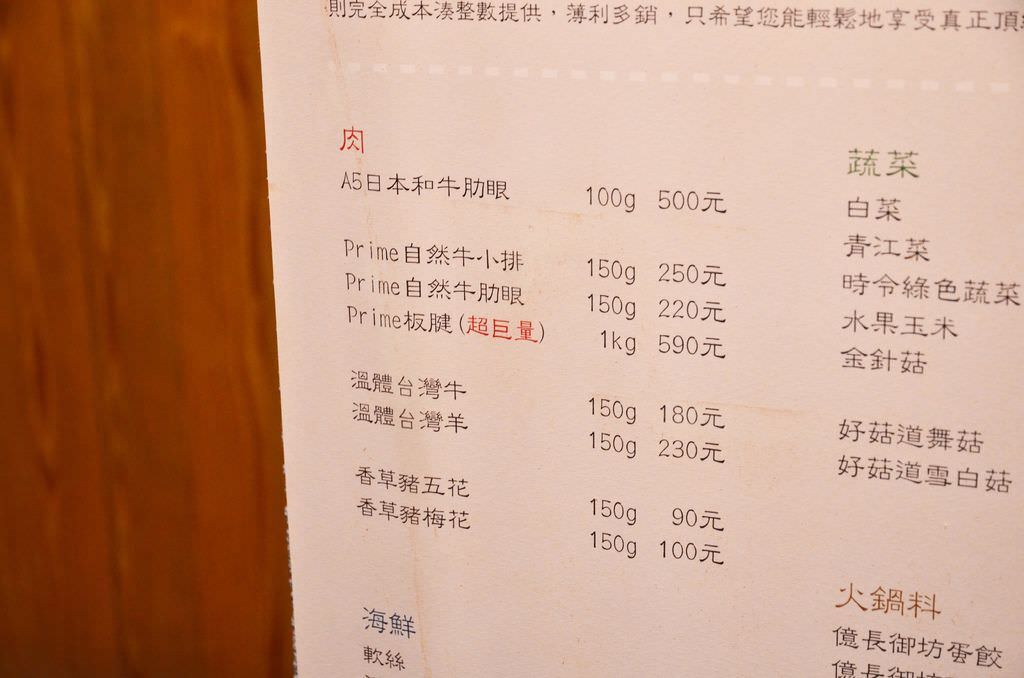 則完全成本湊整數提供，薄利多銷，只希望您能輕鬆地享受真正頂
肉
A5日本和牛肋眼 100g 500元
Prime自然牛小排 150g 250元
Prime自然牛肋眼 150g 220元
Prime板腱(超巨量) 1kg 590元
溫體台灣牛 150g 180元
溫體台灣羊 150g 230元
香草豬五花 150g 90元
香草豬梅花 150g 100元
海鮮
軟絲
蔬菜
白菜
青江菜
時令綠色蔬菜
水果玉米
金針菇
好菇道舞菇
好菇道雪白菇
火鍋料
億長御坊蛋餃
億長御坊